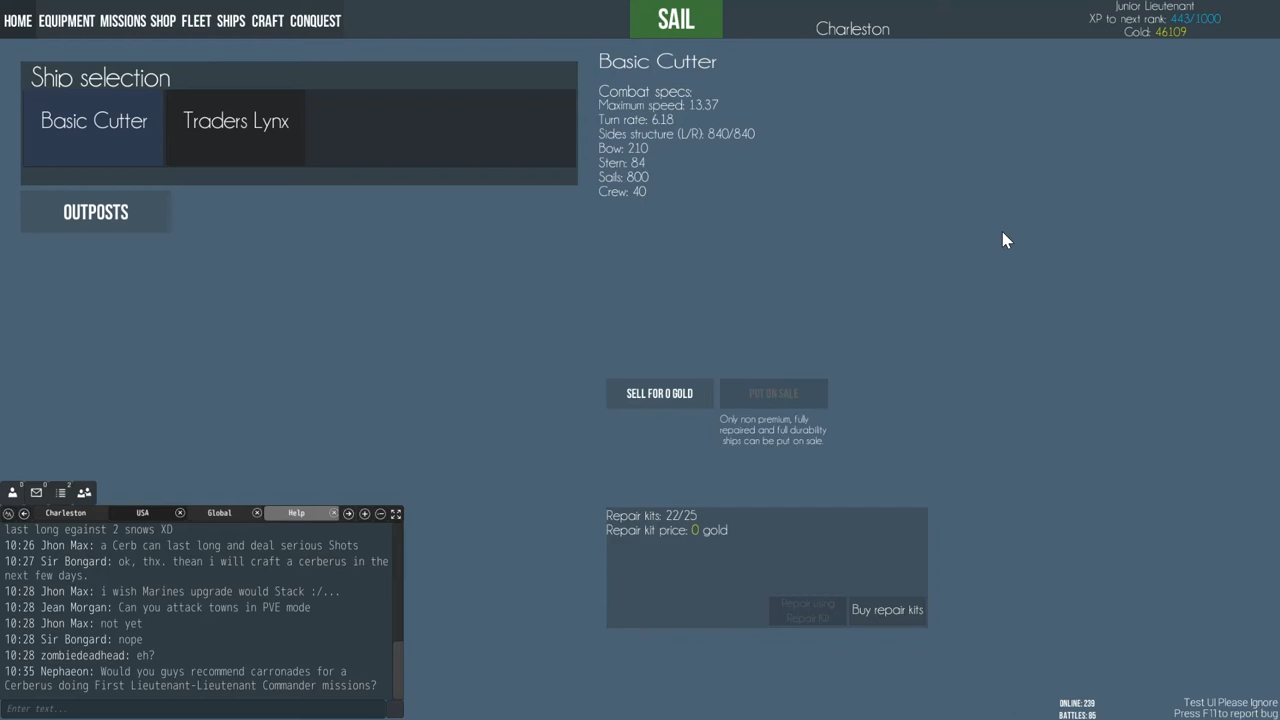 HOME EQUIPMENT MISSIONS SHOP FLEET SHIPS CRAFT CONQUEST
SAIL
Charleston
Junior Lieutenant
XP to next rank: 443/1000
Gold: 46109
Ship selection
Basic Cutter
Traders Lynx
OUTPOSTS
Basic Cutter
Combat specs:
Maximum speed: 13.37
Turn rate: 6.18
Sides structure (L/R): 840/840
Bow: 210
Stern: 84
Sails: 800
Crew: 40
SELL FOR 0 GOLD
PUT ON SALE
Only non premium, fully
repaired and full durability
ships can be put on sale.
Repair kits: 22/25
Repair kit price: 0 gold
Repair using
Repair Kit
Buy repair kits
0 0 2
Charleston USA Global Help
last long egainst 2 snows XD
10:26 Jhon Max: a Cerb can last long and deal serious Shots
10:27 Sir Bongard: ok, thx. thean i will craft a cerberus in the
next few days.
10:28 Jhon Max: i wish Marines upgrade would Stack :/...
10:28 Jean Morgan: Can you attack towns in PVE mode
10:28 Jhon Max: not yet
10:28 Sir Bongard: nope
10:28 zombiedeadhead: eh?
10:35 Nephaeon: Would you guys recommend carronades for a
Cerberus doing First Lieutenant-Lieutenant Commander missions?
Enter text...
ONLINE: 239
BATTLES: 85
Test UI Please Ignore
Press F11 to report bug